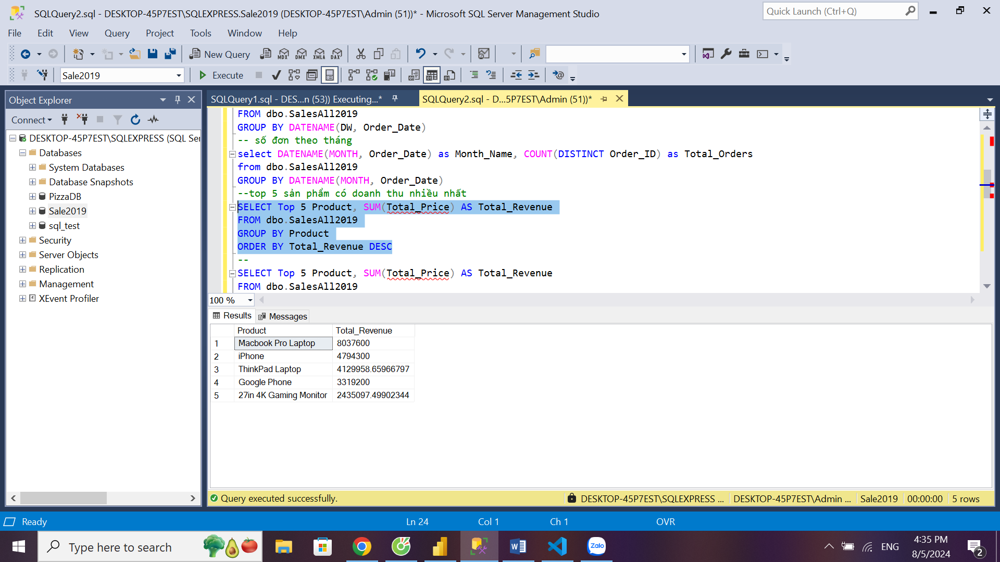 SQLQuery2.sql - DESKTOP-45P7EST\SQLEXPRESS.Sale2019 (DESKTOP-45P7EST\Admin (51))* - Microsoft SQL Server Management Studio
Quick Launch (Ctrl+Q)
File Edit View Query Project Tools Window Help
New Query MDX DMX XMLA DAX
Sale2019 Execute
Object Explorer
SQLQuery1.sql - DES...n (53)) Executing...* SQLQuery2.sql - D...5P7EST\Admin (51))*
Connect
DESKTOP-45P7EST\SQLEXPRESS (SQL Ser
Databases
System Databases
Database Snapshots
PizzaDB
Sale2019
sql_test
Security
Server Objects
Replication
Management
XEvent Profiler
FROM dbo.SalesAll2019
GROUP BY DATENAME(DW, Order_Date)
-- số đơn theo tháng
select DATENAME(MONTH, Order_Date) as Month_Name, COUNT(DISTINCT Order_ID) as Total_Orders
from dbo.SalesAll2019
GROUP BY DATENAME(MONTH, Order_Date)
--top 5 sản phẩm có doanh thu nhiều nhất
SELECT Top 5 Product, SUM(Total_Price) AS Total_Revenue
FROM dbo.SalesAll2019
GROUP BY Product
ORDER BY Total_Revenue DESC
--
SELECT Top 5 Product, SUM(Total_Price) AS Total_Revenue
FROM dbo.SalesAll2019
100 %
Results Messages
Product Total_Revenue
1 Macbook Pro Laptop 8037600
2 iPhone 4794300
3 ThinkPad Laptop 4129958.65966797
4 Google Phone 3319200
5 27in 4K Gaming Monitor 2435097.49902344
Query executed successfully. DESKTOP-45P7EST\SQLEXPRESS ... DESKTOP-45P7EST\Admin ... Sale2019 00:00:00 5 rows
Ready Ln 24 Col 1 Ch 1 OVR
Type here to search Zalo ENG 4:35 PM
8/5/2024 2